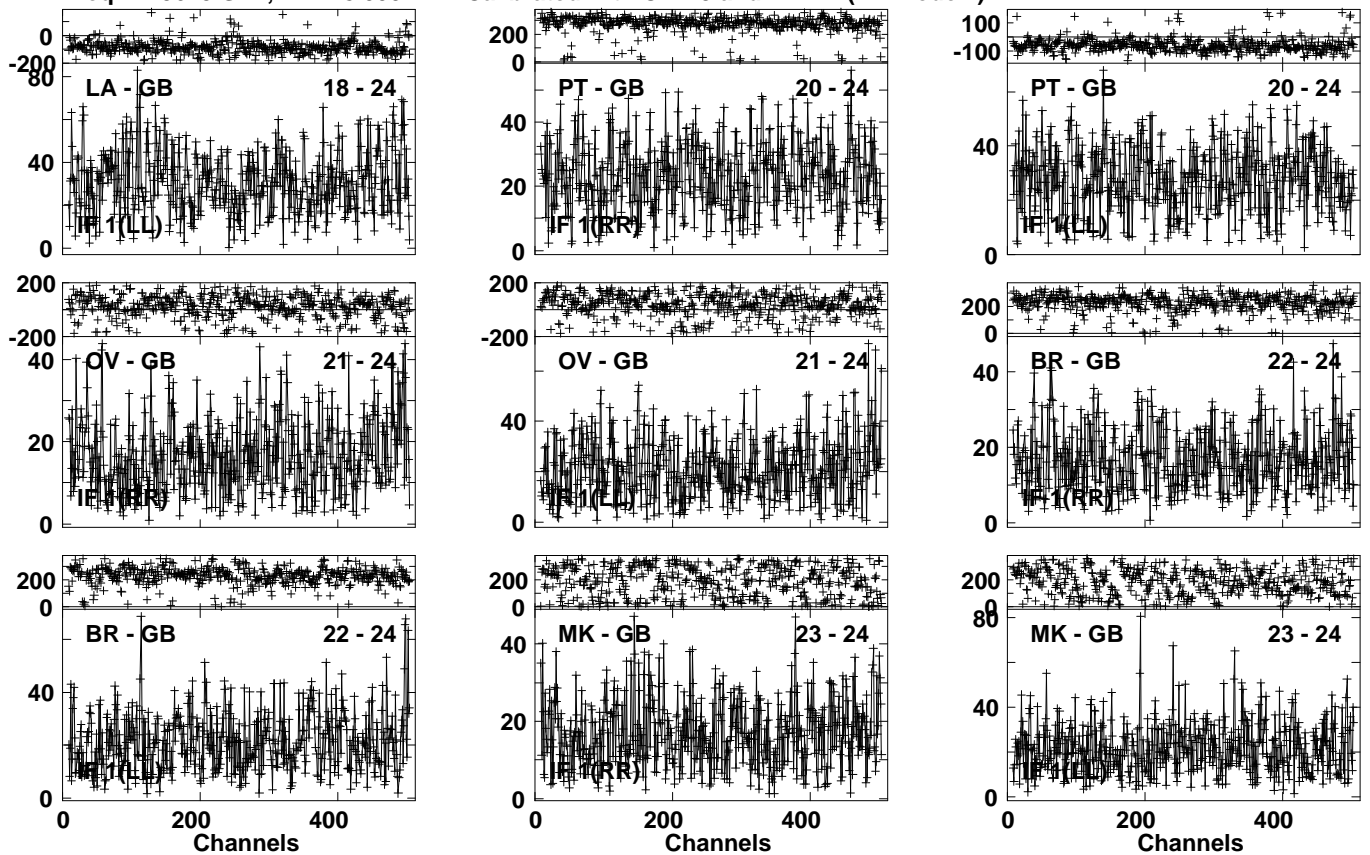 0
-200
80
40
0
LA - GB 18 - 24
IF 1(LL)
200
0
40
20
0
PT - GB 20 - 24
IF 1(RR)
100
-100
40
0
PT - GB 20 - 24
IF 1(LL)
200
-200
40
20
0
OV - GB 21 - 24
IF 1(RR)
200
-200
40
0
OV - GB 21 - 24
IF 1(LL)
200
0
40
20
0
BR - GB 22 - 24
IF 1(RR)
200
0
40
0
BR - GB 22 - 24
IF 1(LL)
0 200 400
Channels
200
0
40
20
0
MK - GB 23 - 24
IF 1(RR)
0 200 400
Channels
200
0
80
40
0
MK - GB 23 - 24
IF 1(LL)
0 200 400
Channels